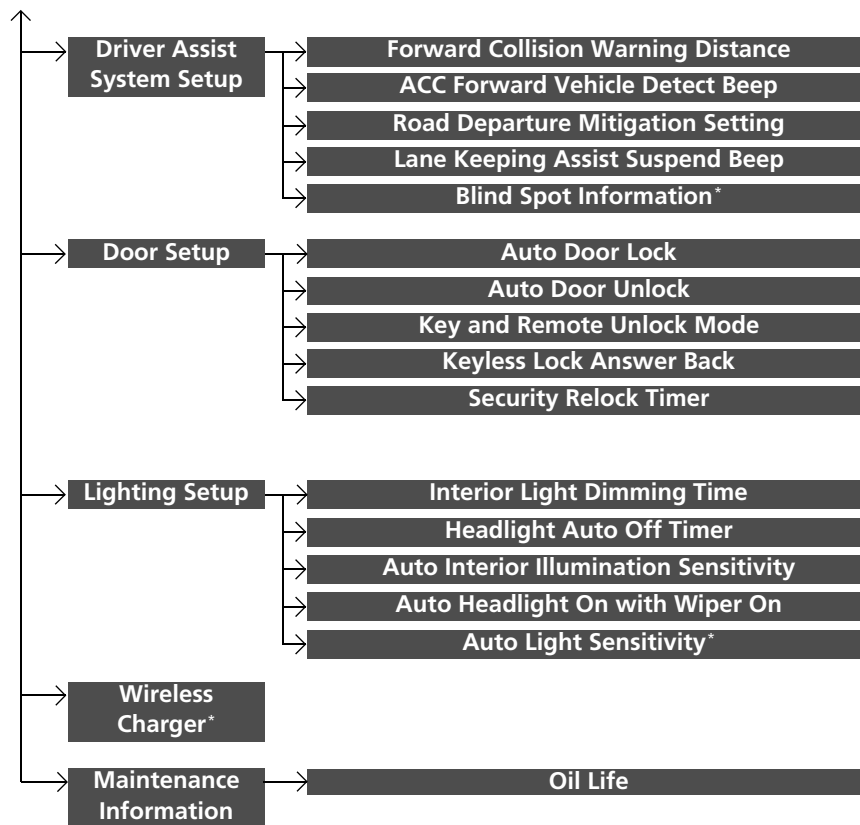 Driver Assist
System Setup
Forward Collision Warning Distance
ACC Forward Vehicle Detect Beep
Road Departure Mitigation Setting
Lane Keeping Assist Suspend Beep
Blind Spot Information*
Door Setup
Auto Door Lock
Auto Door Unlock
Key and Remote Unlock Mode
Keyless Lock Answer Back
Security Relock Timer
Lighting Setup
Interior Light Dimming Time
Headlight Auto Off Timer
Auto Interior Illumination Sensitivity
Auto Headlight On with Wiper On
Auto Light Sensitivity*
Wireless
Charger*
Maintenance
Information
Oil Life